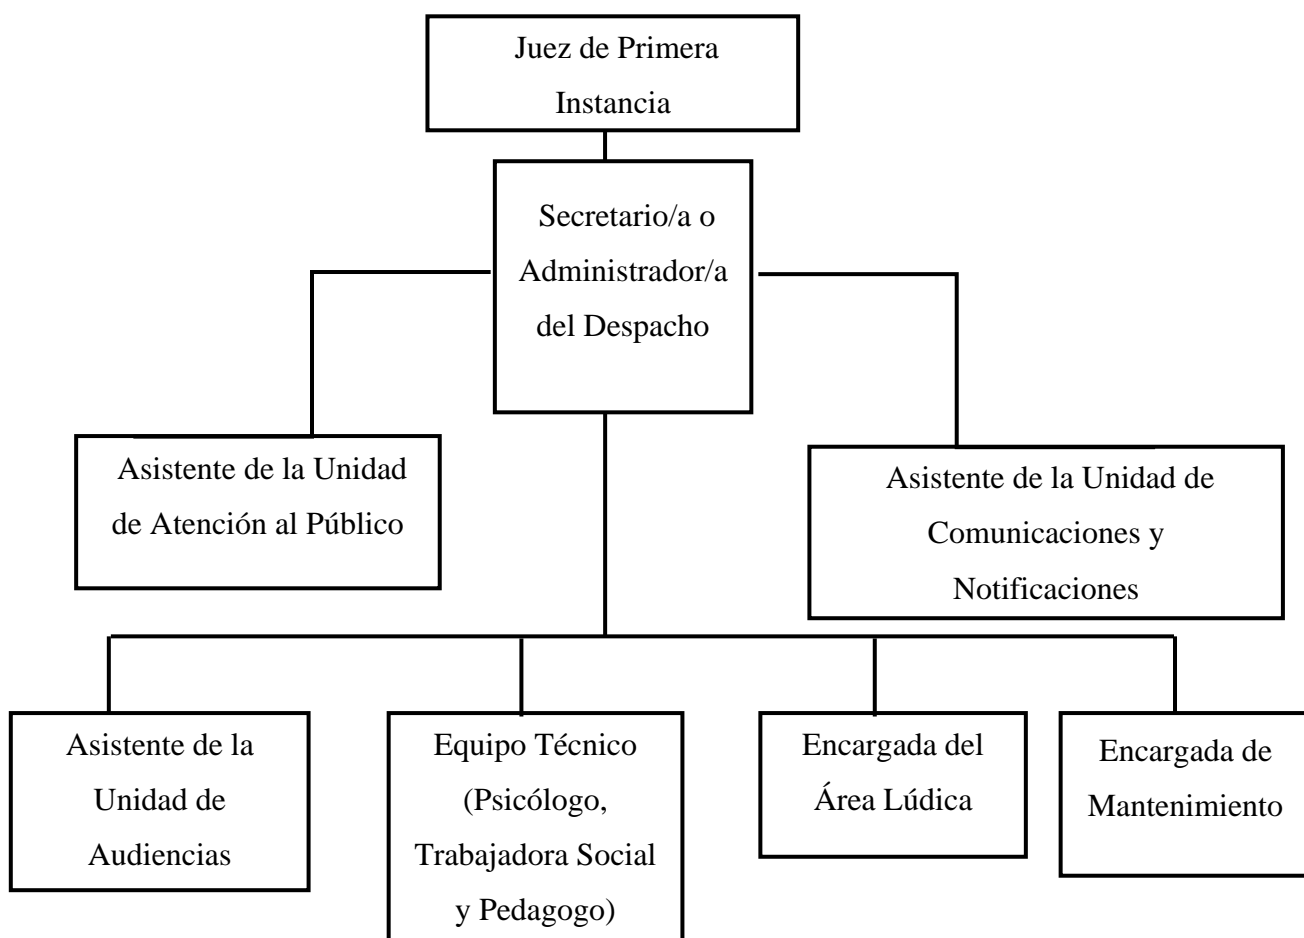 Juez de Primera
Instancia
Secretario/a o
Administrador/a
del Despacho
Asistente de la Unidad
de Atención al Público
Asistente de la Unidad de
Comunicaciones y
Notificaciones
Asistente de la
Unidad de
Audiencias
Equipo Técnico
(Psicólogo,
Trabajadora Social
y Pedagogo)
Encargada del
Área Lúdica
Encargada de
Mantenimiento